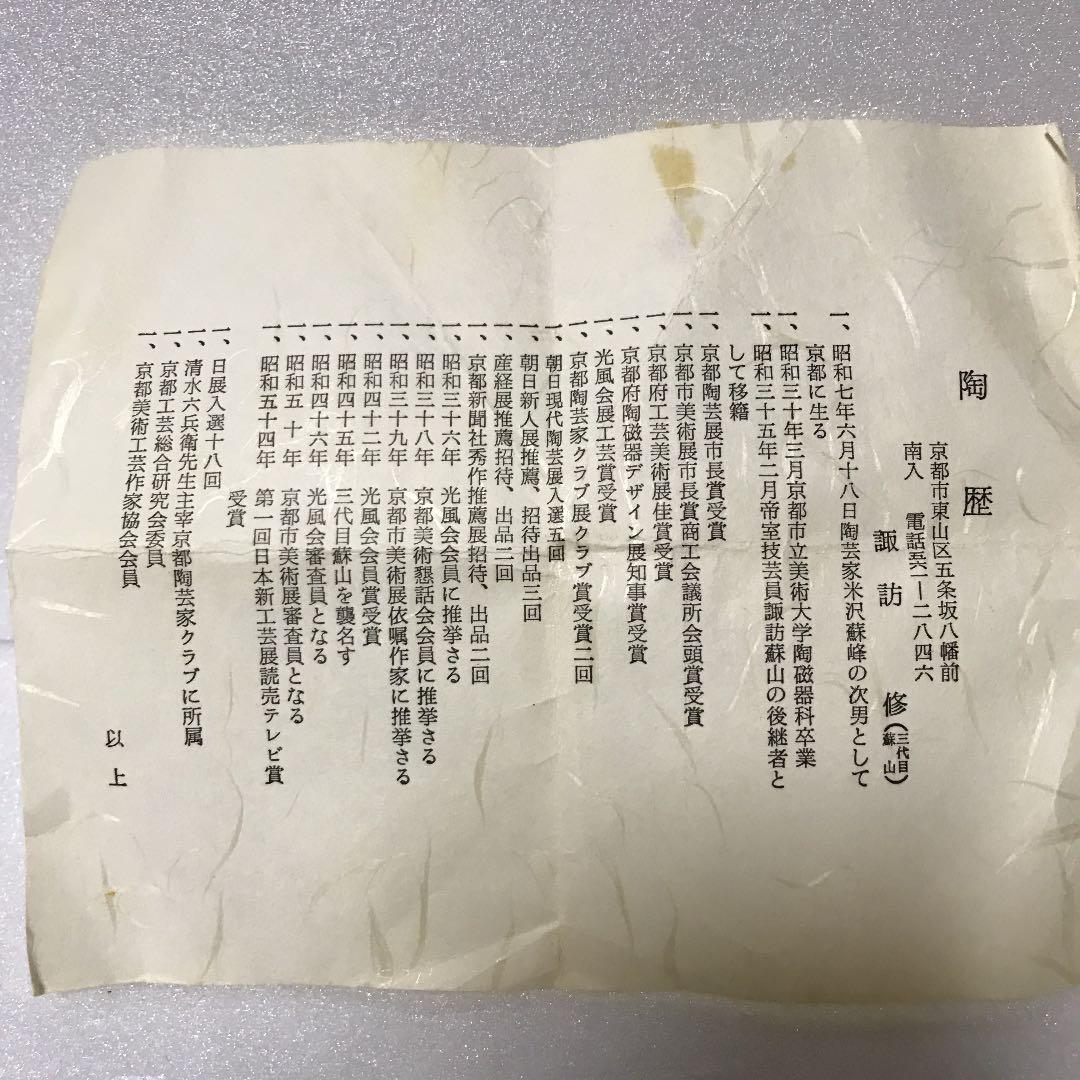 陶歴
京都市東山区五条坂八幡前
南入 電話五六一—二八四六
諏訪 修(三代目蘇山)
一、昭和七年六月十八日陶芸家米沢蘇峰の次男として
京都に生る
一、昭和三十年三月京都市立美術大学陶磁器科卒業
一、昭和三十五年二月帝室技芸員諏訪蘇山の後継者と
して移籍
一、京都陶芸展市長賞受賞
一、京都市美術展市長賞商工会議所会頭賞受賞
一、京都府工芸美術展佳賞受賞
一、京都府陶磁器デザイン展知事賞受賞
一、光風会展工芸賞受賞
一、京都陶芸家クラブ展クラブ賞受賞二回
一、朝日現代陶芸展入選五回
一、朝日新人展推薦、招待出品三回
一、産経展推薦招待、出品二回
一、京都新聞社秀作推薦展招待、出品二回
一、昭和三十六年 光風会会員に推挙さる
一、昭和三十八年 京都美術懇話会会員に推挙さる
一、昭和三十九年 京都市美術展依嘱作家に推挙さる
一、昭和四十二年 光風会会員賞受賞
一、昭和四十五年 三代目蘇山を襲名す
一、昭和四十六年 光風会審査員となる
一、昭和五十年 京都市美術展審査員となる
一、昭和五十四年 第一回日本新工芸展読売テレビ賞
受賞
一、日展入選十八回
一、清水六兵衛先生主宰京都陶芸家クラブに所属
一、京都工芸総合研究会委員
一、京都美術工芸作家協会会員
以上